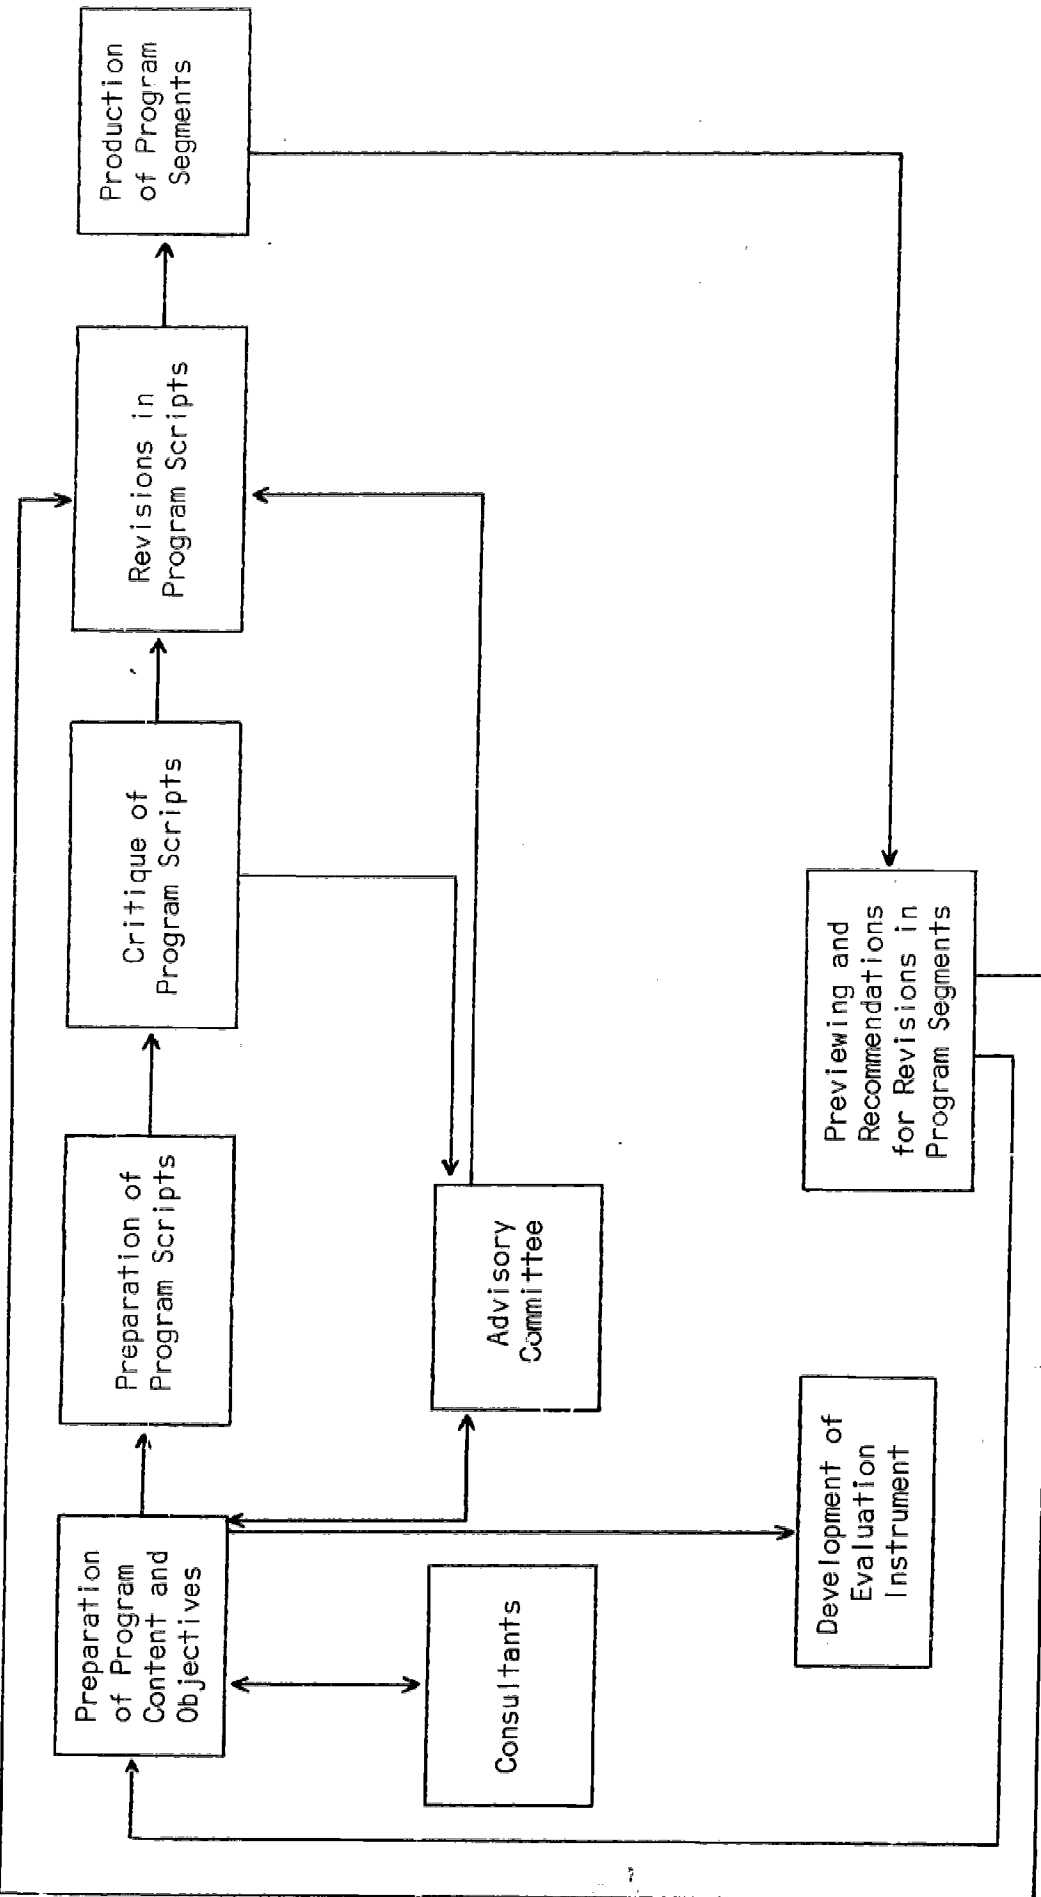 Preparation
of Program
Content and
Objectives
Preparation of
Program Scripts
Critique of
Program Scripts
Revisions in
Program Scripts
Production
of Program
Segments
Consultants
Advisory
Committee
Development of
Evaluation
Instrument
Previewing and
Recommendations
for Revisions in
Program Segments